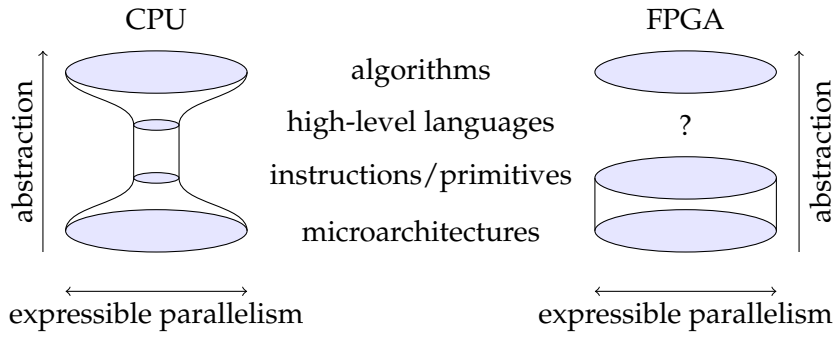 CPU
FPGA
abstraction
algorithms
high-level languages
?
instructions/primitives
microarchitectures
abstraction
expressible parallelism
expressible parallelism